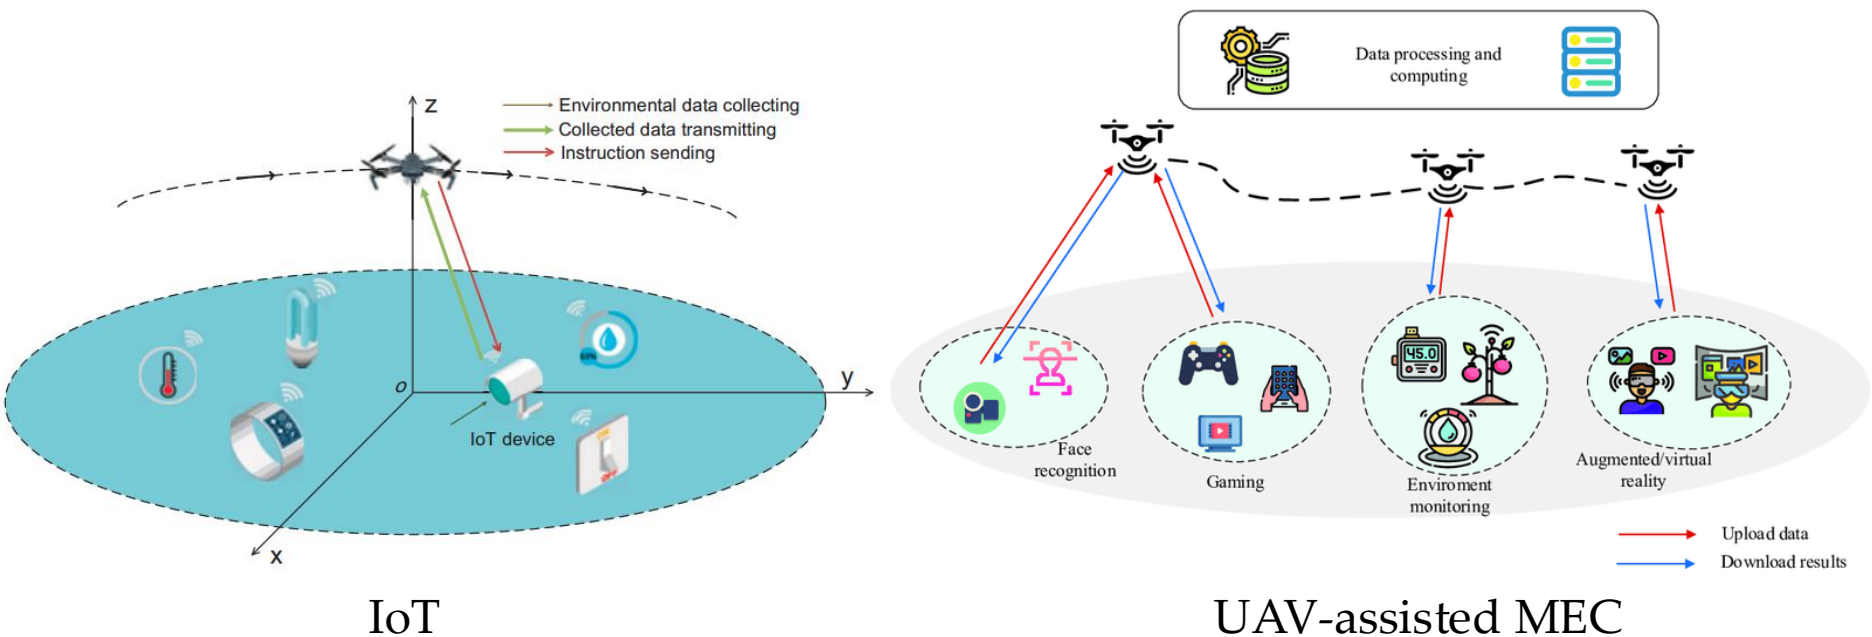 z
Environmental data collecting
Collected data transmitting
Instruction sending
o
y
IoT device
x
IoT
Data processing and
computing
45.0
Face
recognition
Gaming
Enviroment
monitoring
Augmented/virtual
reality
Upload data
Download results
UAV-assisted MEC